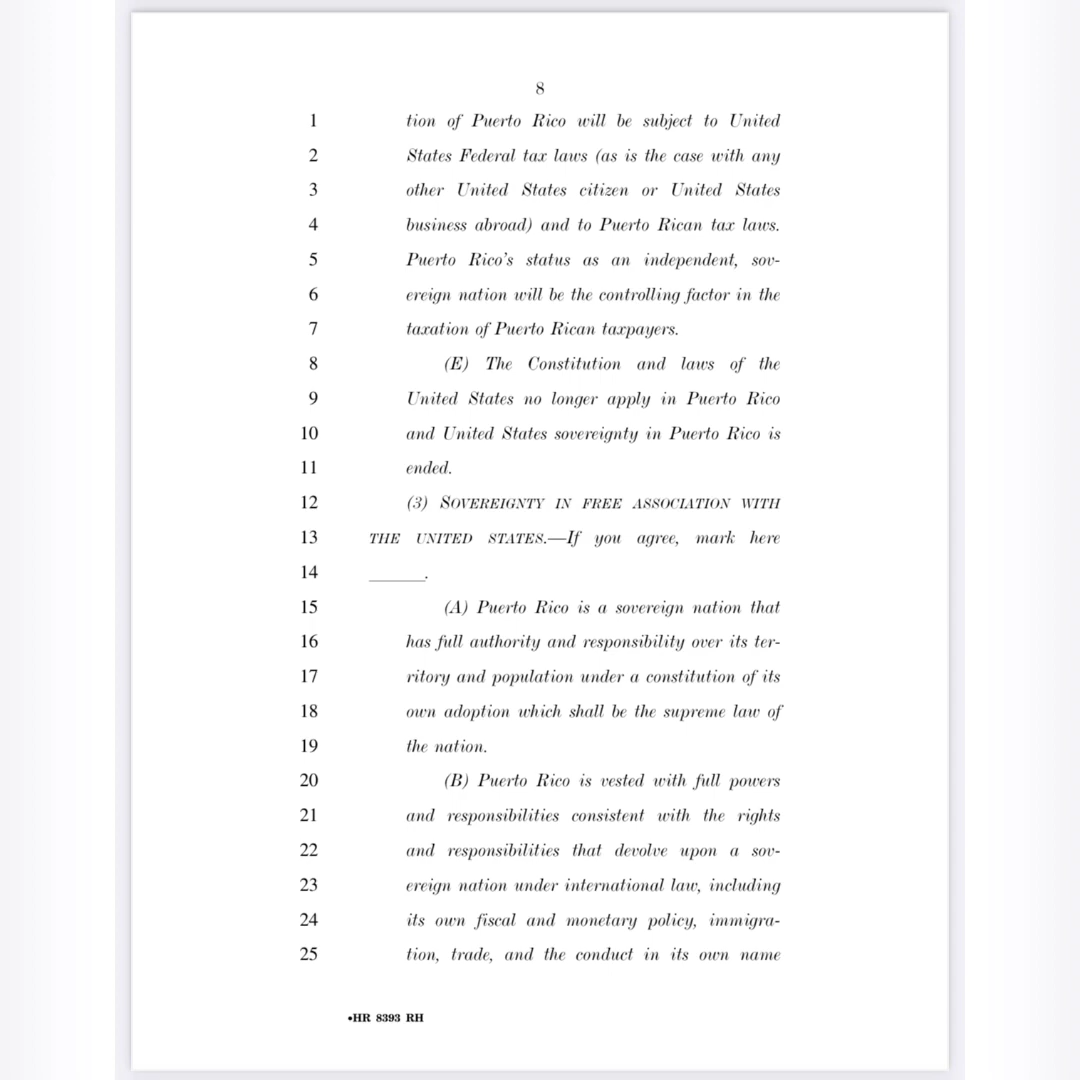 8
1 tion of Puerto Rico will be subject to United
2 States Federal tax laws (as is the case with any
3 other United States citizen or United States
4 business abroad) and to Puerto Rican tax laws.
5 Puerto Rico's status as an independent, sov-
6 ereign nation will be the controlling factor in the
7 taxation of Puerto Rican taxpayers.
8 (E) The Constitution and laws of the
9 United States no longer apply in Puerto Rico
10 and United States sovereignty in Puerto Rico is
11 ended.
12 (3) SOVEREIGNTY IN FREE ASSOCIATION WITH
13 THE UNITED STATES.—If you agree, mark here
14 ______.
15 (A) Puerto Rico is a sovereign nation that
16 has full authority and responsibility over its ter-
17 ritory and population under a constitution of its
18 own adoption which shall be the supreme law of
19 the nation.
20 (B) Puerto Rico is vested with full powers
21 and responsibilities consistent with the rights
22 and responsibilities that devolve upon a sov-
23 ereign nation under international law, including
24 its own fiscal and monetary policy, immigra-
25 tion, trade, and the conduct in its own name
•HR 8393 RH